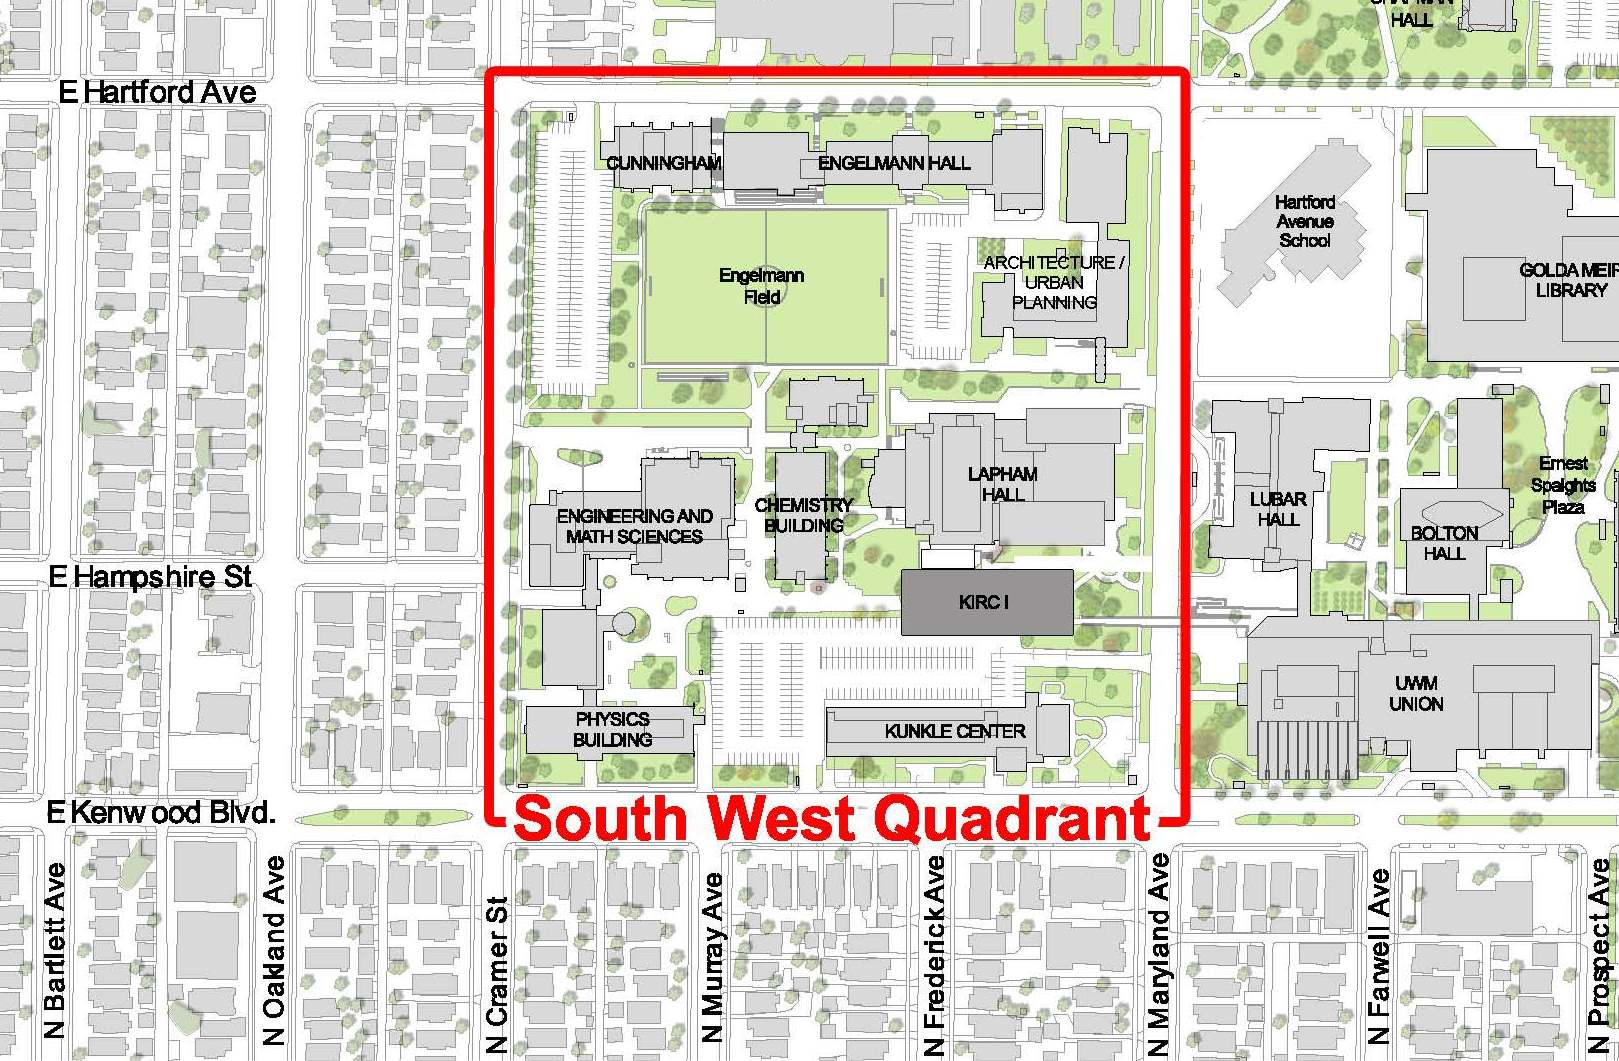 CHAPMAN
HALL
E Hartford Ave
CUNNINGHAM
ENGELMANN HALL
Hartford
Avenue
School
Engelmann
Field
ARCHITECTURE /
URBAN
PLANNING
GOLDA MEIR
LIBRARY
LAPHAM
HALL
ENGINEERING AND
MATH SCIENCES
CHEMISTRY
BUILDING
LUBAR
HALL
BOLTON
HALL
Ernest
Spaights
Plaza
E Hampshire St
KIRC I
UWM
UNION
PHYSICS
BUILDING
KUNKLE CENTER
E Kenwood Blvd.
South West Quadrant
N Bartlett Ave
N Oakland Ave
N Cramer St
N Murray Ave
N Frederick Ave
N Maryland Ave
N Farwell Ave
N Prospect Ave